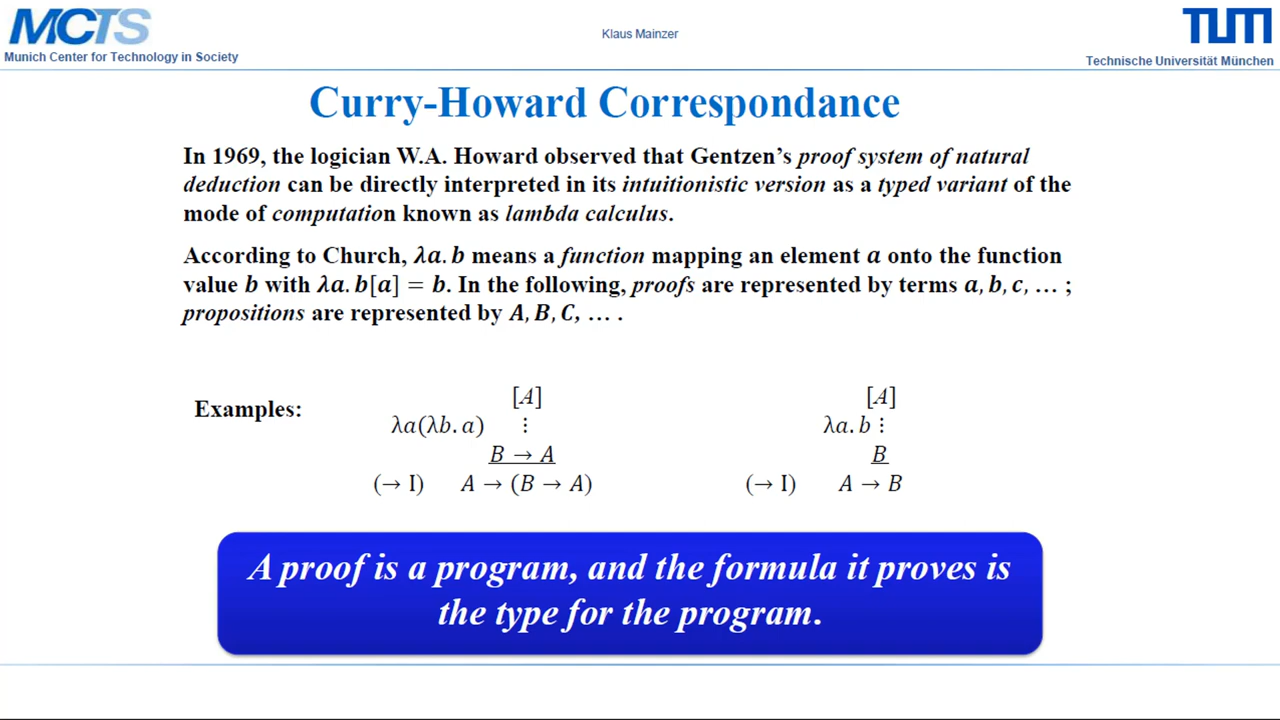 MCTS
Munich Center for Technology in Society
Klaus Mainzer
TUM
Technische Universität München
Curry-Howard Correspondance
In 1969, the logician W.A. Howard observed that Gentzen's proof system of natural
deduction can be directly interpreted in its intuitionistic version as a typed variant of the
mode of computation known as lambda calculus.
According to Church, λa.b means a function mapping an element a onto the function
value b with λa.b[a] = b. In the following, proofs are represented by terms a, b, c, … ;
propositions are represented by A, B, C, … .
Examples:
[A]
λa(λb.a) ⋮
B → A
(→ I) A → (B → A)
[A]
λa.b ⋮
B
(→ I) A → B
A proof is a program, and the formula it proves is
the type for the program.